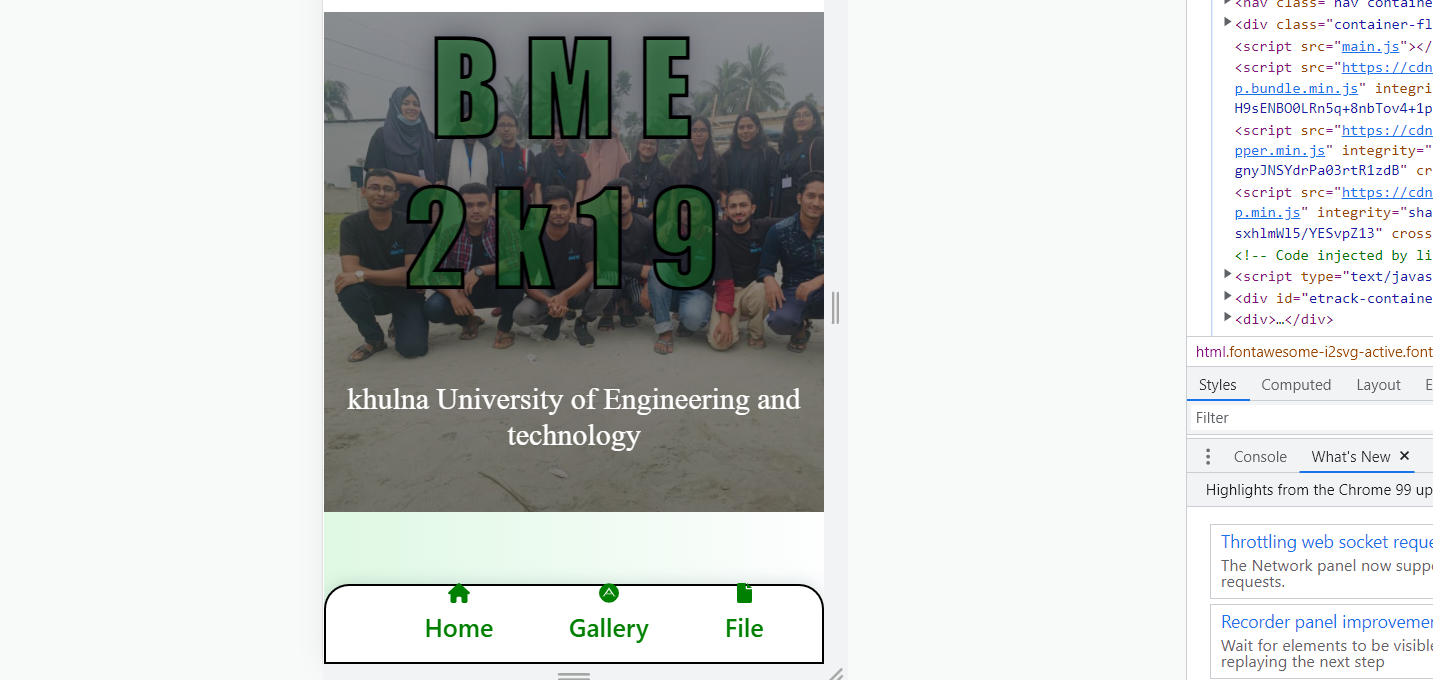 BME
2k19
khulna University of Engineering and
technology
Home
Gallery
File
<div class="container-fl
<script src="main.js"></
<script src="https://cdn
p.bundle.min.js" integri
H9sENBO0LRn5q+8nbTov4+1p
<script src="https://cdn
pper.min.js" integrity="
gnyJNSYdrPa03rtR1zdB" cr
<script src="https://cdn
p.min.js" integrity="sha
sxhlmWl5/YESvpZ13" cross
<!-- Code injected by li
<script type="text/javas
<div id="etrack-containe
<div>…</div>
html.fontawesome-i2svg-active.font
Styles Computed Layout E
Filter
Console What's New ×
Highlights from the Chrome 99 up
Throttling web socket reque
The Network panel now supp
requests.
Recorder panel improvemen
Wait for elements to be visible
replaying the next step